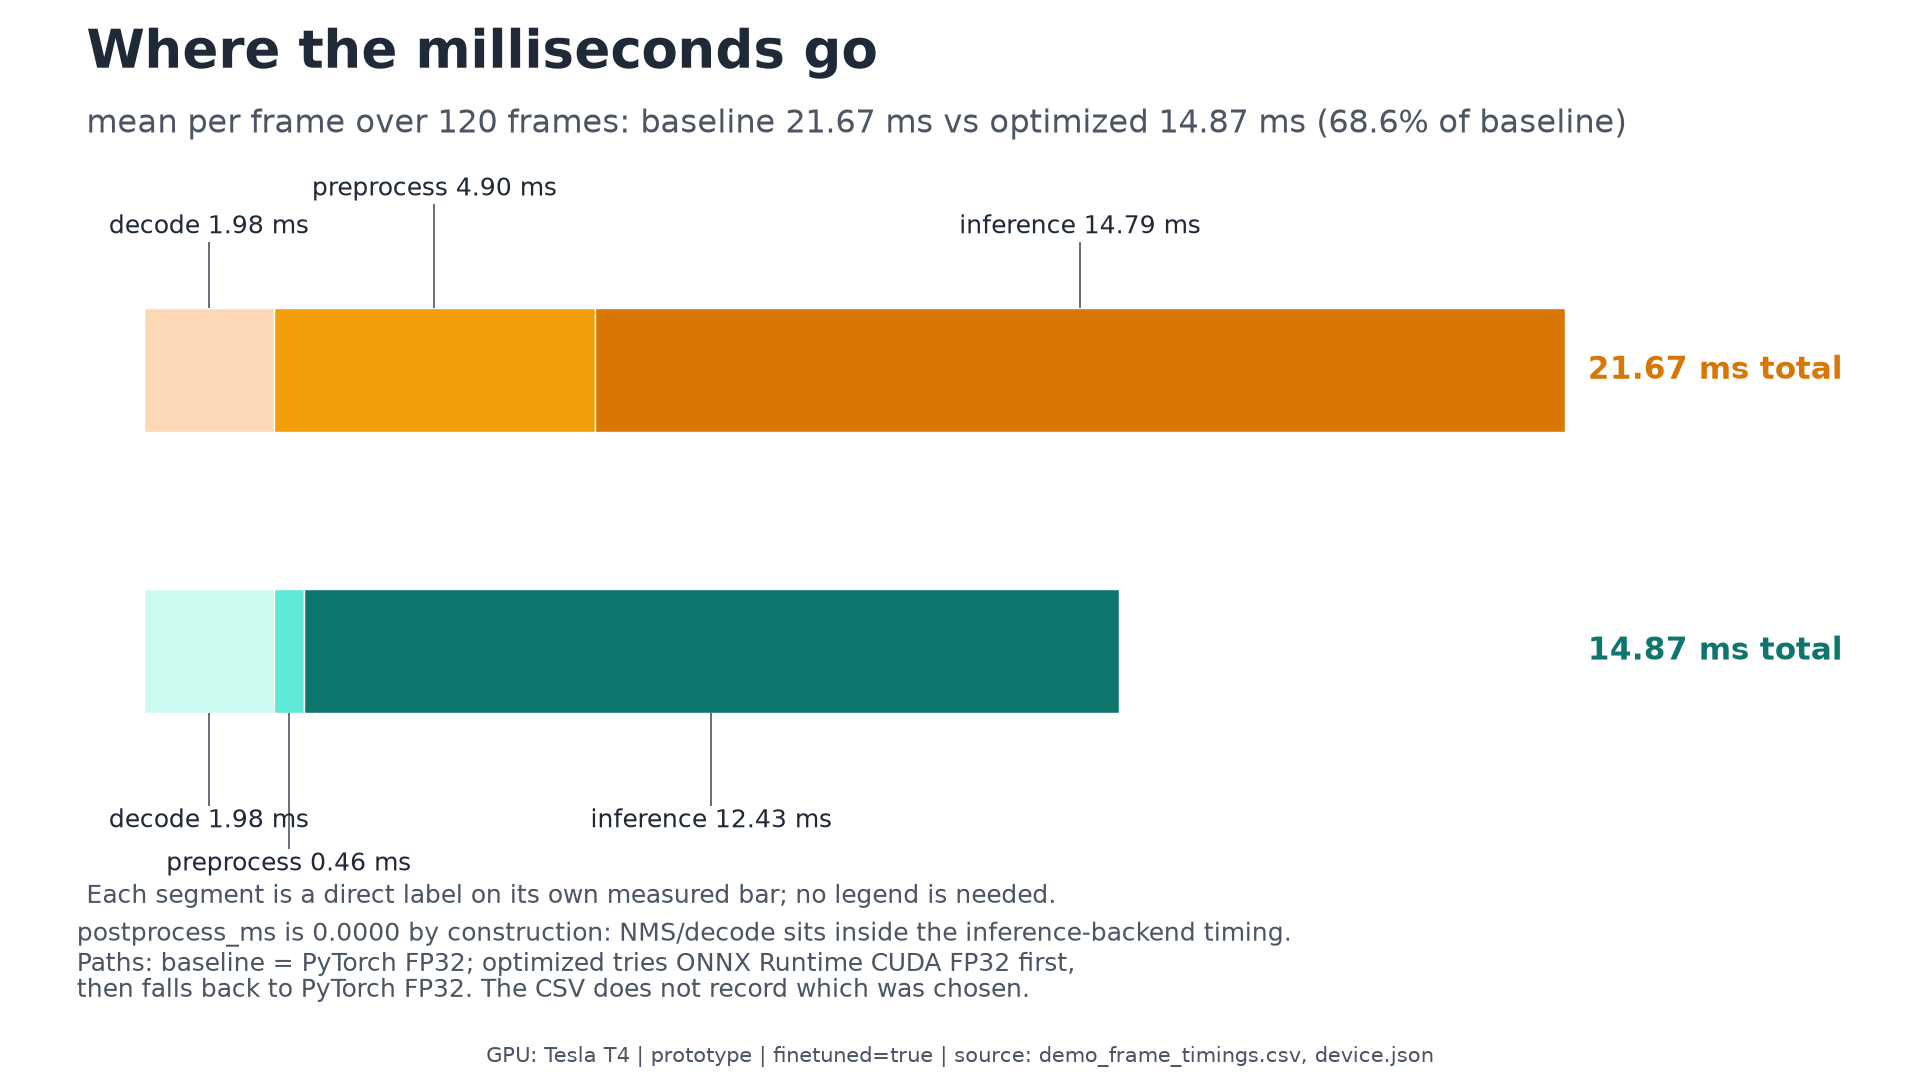 Where the milliseconds go
mean per frame over 120 frames: baseline 21.67 ms vs optimized 14.87 ms (68.6% of baseline)
preprocess 4.90 ms
decode 1.98 ms
inference 14.79 ms
21.67 ms total
14.87 ms total
decode 1.98 ms
inference 12.43 ms
preprocess 0.46 ms
Each segment is a direct label on its own measured bar; no legend is needed.
postprocess_ms is 0.0000 by construction: NMS/decode sits inside the inference-backend timing.
Paths: baseline = PyTorch FP32; optimized tries ONNX Runtime CUDA FP32 first,
then falls back to PyTorch FP32. The CSV does not record which was chosen.
GPU: Tesla T4 | prototype | finetuned=true | source: demo_frame_timings.csv, device.json